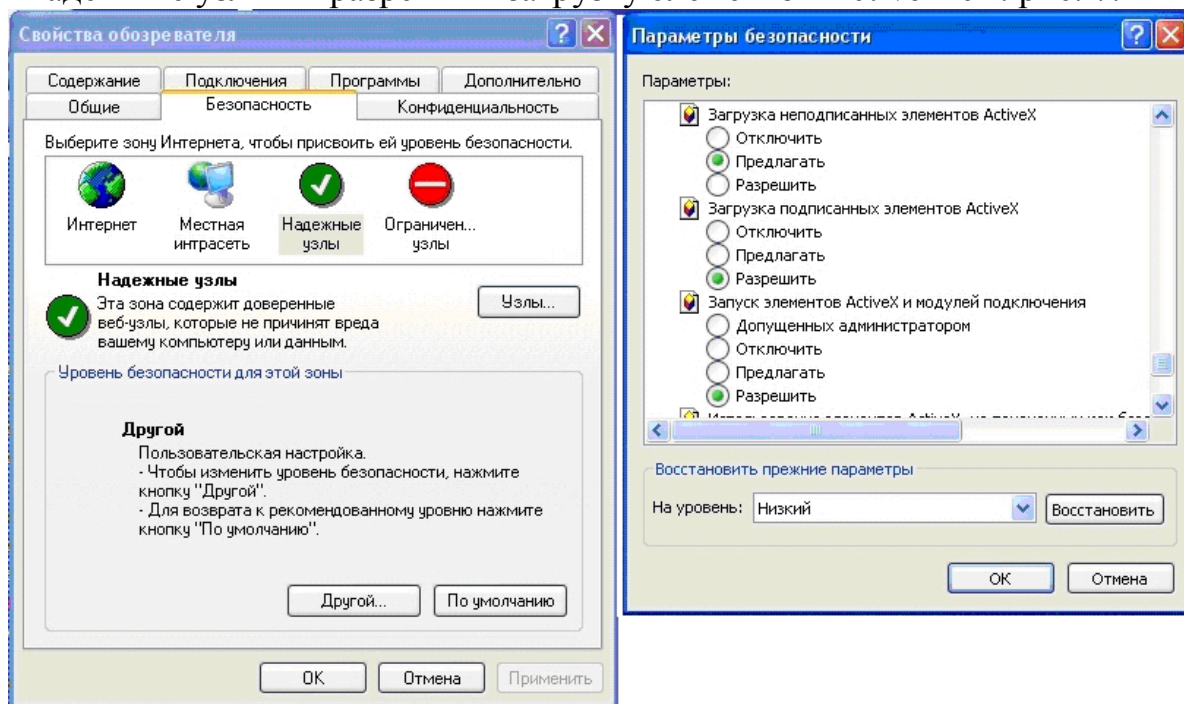 Свойства обозревателя
Содержание Подключения Программы Дополнительно
Общие Безопасность Конфиденциальность
Выберите зону Интернета, чтобы присвоить ей уровень безопасности.
Интернет
Местная интрасеть
Надежные узлы
Ограничен... узлы
Надежные узлы
Эта зона содержит доверенные
веб-узлы, которые не причинят вреда
вашему компьютеру или данным.
Узлы...
Уровень безопасности для этой зоны
Другой
Пользовательская настройка.
- Чтобы изменить уровень безопасности, нажмите
кнопку "Другой".
- Для возврата к рекомендованному уровню нажмите
кнопку "По умолчанию".
Другой... По умолчанию
ОК Отмена Применить
Параметры безопасности
Параметры:
Загрузка неподписанных элементов ActiveX
Отключить
Предлагать
Разрешить
Загрузка подписанных элементов ActiveX
Отключить
Предлагать
Разрешить
Запуск элементов ActiveX и модулей подключения
Допущенных администратором
Отключить
Предлагать
Разрешить
Восстановить прежние параметры
На уровень: Низкий Восстановить
ОК Отмена